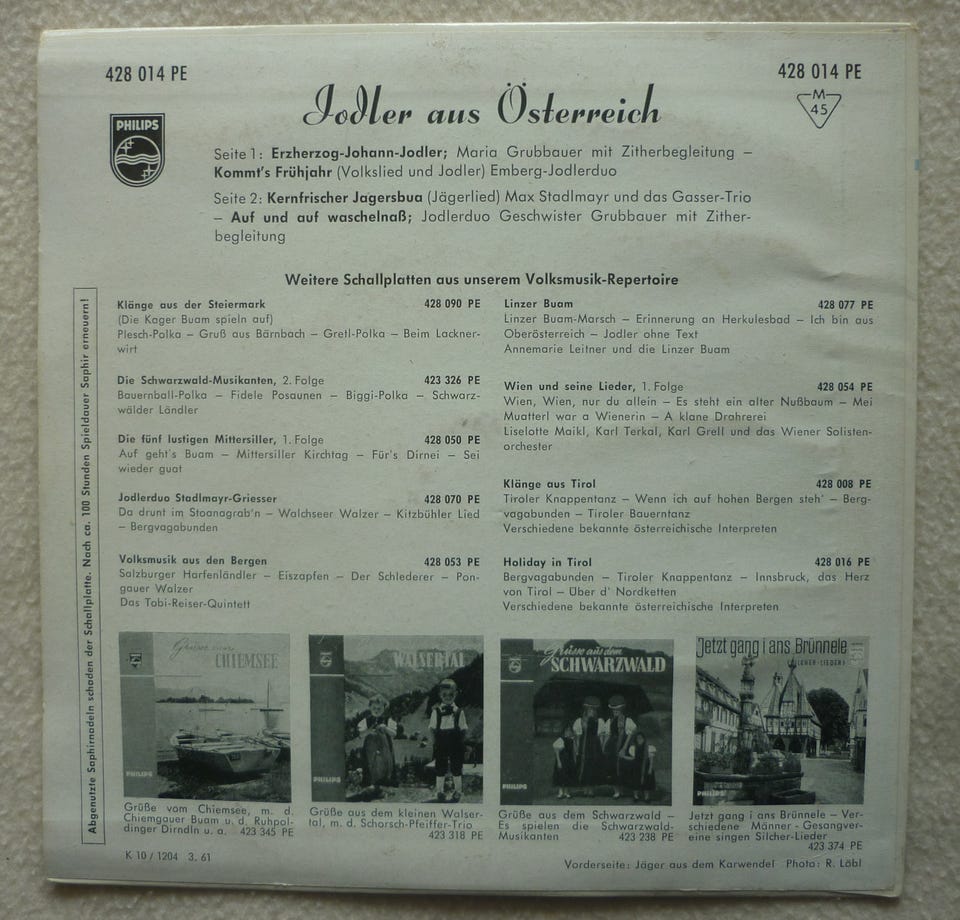 428 014 PE
428 014 PE
M
45
PHILIPS
Jodler aus Österreich
Seite 1: Erzherzog-Johann-Jodler; Maria Grubbauer mit Zitherbegleitung –
Kommt's Frühjahr (Volkslied und Jodler) Emberg-Jodlerduo
Seite 2: Kernfrischer Jagersbua (Jägerlied) Max Stadlmayr und das Gasser-Trio
– Auf und auf waschelnaß; Jodlerduo Geschwister Grubbauer mit Zither-
begleitung
Weitere Schallplatten aus unserem Volksmusik-Repertoire
Abgenutzte Saphirnadeln schaden der Schallplatte. Nach ca. 100 Stunden Spieldauer Saphir erneuern!
Klänge aus der Steiermark 428 090 PE
(Die Kager Buam spieln auf)
Plesch-Polka – Gruß aus Bärnbach – Gretl-Polka – Beim Lackner-
wirt
Die Schwarzwald-Musikanten, 2. Folge 423 326 PE
Bauernball-Polka – Fidele Posaunen – Biggi-Polka – Schwarz-
wälder Ländler
Die fünf lustigen Mittersiller, 1. Folge 428 050 PE
Auf geht's Buam – Mittersiller Kirchtag – Für's Dirnei – Sei
wieder guat
Jodlerduo Stadlmayr-Griesser 428 070 PE
Da drunt im Stoanagrab'n – Walchseer Walzer – Kitzbühler Lied
– Bergvagabunden
Volksmusik aus den Bergen 428 053 PE
Salzburger Harfenländler – Eiszapfen – Der Schlederer – Pon-
gauer Walzer
Das Tobi-Reiser-Quintett
Linzer Buam 428 077 PE
Linzer Buam-Marsch – Erinnerung an Herkulesbad – Ich bin aus
Oberösterreich – Jodler ohne Text
Annemarie Leitner und die Linzer Buam
Wien und seine Lieder, 1. Folge 428 054 PE
Wien, Wien, nur du allein – Es steht ein alter Nußbaum – Mei
Muatterl war a Wienerin – A klane Drahrerei
Liselotte Maikl, Karl Terkal, Karl Grell und das Wiener Solisten-
orchester
Klänge aus Tirol 428 008 PE
Tiroler Knappentanz – Wenn ich auf hohen Bergen steh' – Berg-
vagabunden – Tiroler Bauerntanz
Verschiedene bekannte österreichische Interpreten
Holiday in Tirol 428 016 PE
Bergvagabunden – Tiroler Knappentanz – Innsbruck, das Herz
von Tirol – Über d' Nordketten
Verschiedene bekannte österreichische Interpreten
CHIEMSEE
PHILIPS
WALSERTAL
PHILIPS
Grüsse aus dem
SCHWARZWALD
PHILIPS
Jetzt gang i ans Brünnele
PHILIPS
Grüße vom Chiemsee, m. d.
Chiemgauer Buam u. d. Ruhpol-
dinger Dirndln u. a. 423 345 PE
Grüße aus dem kleinen Walser-
tal, m. d. Schorsch-Pfeiffer-Trio
423 318 PE
Grüße aus dem Schwarzwald –
Es spielen die Schwarzwald-
Musikanten 423 238 PE
Jetzt gang i ans Brünnele – Ver-
schiedene Männer-Gesangver-
eine singen Silcher-Lieder
423 374 PE
K 10 / 1204 3. 61
Vorderseite: Jäger aus dem Karwendel Photo: R. Löbl